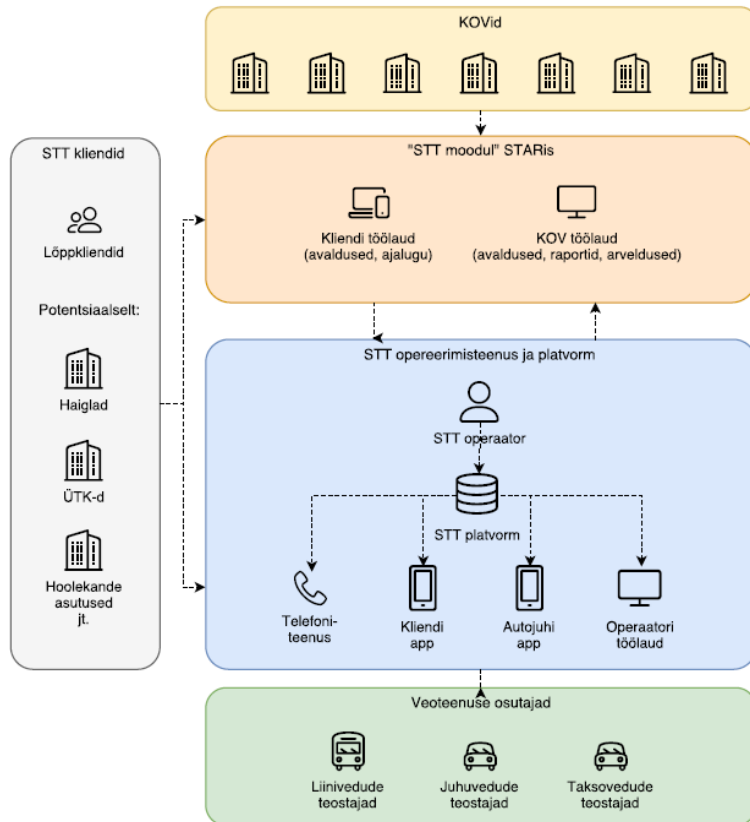 KOVid
STT kliendid
Lõppkliendid
Potentsiaalselt:
Haiglad
ÜTK-d
Hoolekande
asutused
jt.
"STT moodul" STARis
Kliendi töölaud
(avaldused, ajalugu)
KOV töölaud
(avaldused, raportid, arveldused)
STT opereerimisteenus ja platvorm
STT operaator
STT platvorm
Telefoni-
teenus
Kliendi
app
Autojuhi
app
Operaatori
töölaud
Veoteenuse osutajad
Liinivedude
teostajad
Juhuvedude
teostajad
Taksovedude
teostajad